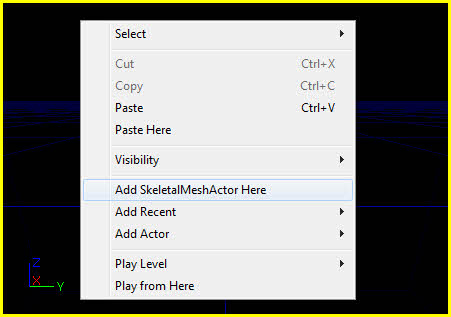 Select
Cut Ctrl+X
Copy Ctrl+C
Paste Ctrl+V
Paste Here
Visibility
Add SkeletalMeshActor Here
Add Recent
Add Actor
Play Level
Play from Here
Z
X
Y